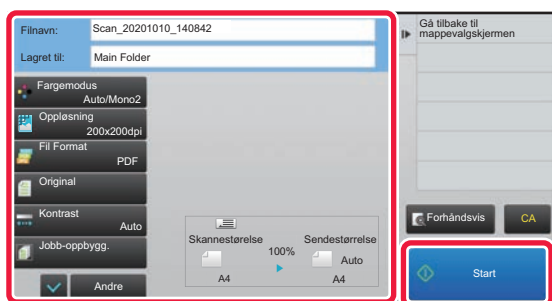 Filnavn: Scan_20201010_140842
Lagret til: Main Folder
Fargemodus
Auto/Mono2
Oppløsning
200x200dpi
Fil Format
PDF
Original
Kontrast
Auto
Jobb-oppbygg.
Andre
Skannestørelse
100%
Sendestørrelse
Auto
A4
A4
Gå tilbake til
mappevalgskjermen
Forhåndsvis
CA
Start